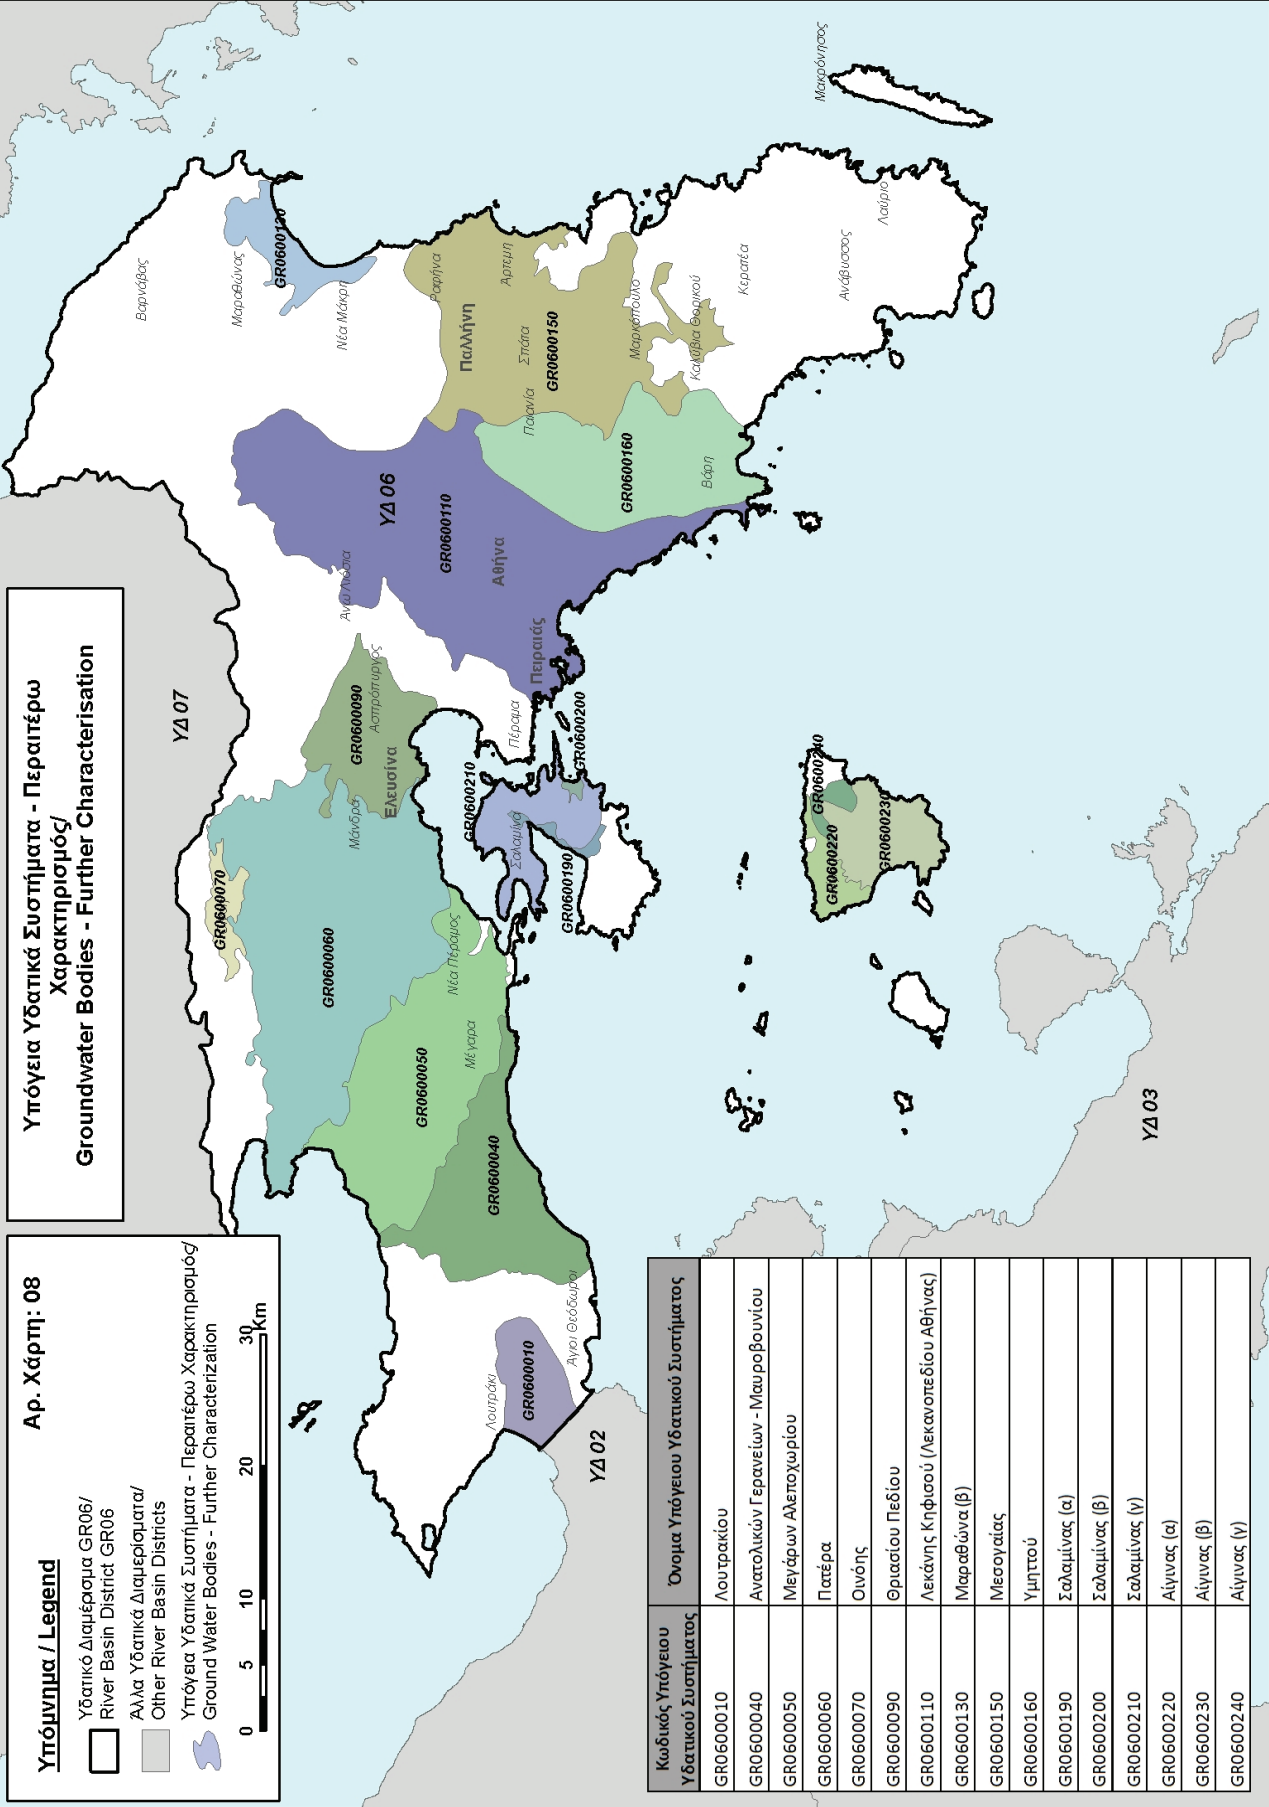 Υπόγεια Υδατικά Συστήματα - Περαιτέρω
Χαρακτηρισμός/
Groundwater Bodies - Further Characterisation
Αρ. Χάρτη: 08
Υπόμνημα / Legend
Υδατικό Διαμέρισμα GR06/
River Basin District GR06
Άλλα Υδατικά Διαμερίσματα/
Other River Basin Districts
Υπόγεια Υδατικά Συστήματα - Περαιτέρω Χαρακτηρισμός/
Ground Water Bodies - Further Characterization
0 5 10 20 30
Km
ΥΔ 07
ΥΔ 06
ΥΔ 02
ΥΔ 03
Βαρνάβας
Μαραθώνας
GR0600130
Νέα Μάκρη
Ραφήνα
Παλλήνη
Αρτεμη
Σπάτα
GR0600150
Παιανία
Μαρκόπουλο
Καλύβια Θορικού
Κερατέα
Ανάβυσσος
Λαύριο
Μακρόνησος
GR0600160
Βάρη
GR0600110
Αθήνα
Άνω Λιόσια
Πειραιάς
Πέραμα
GR0600090
Ασπρόπυργος
Ελευσίνα
Μάνδρα
GR0600200
GR0600210
Σαλαμίνα
GR0600190
GR0600070
GR0600060
Νέα Πέραμος
GR0600050
Μέγαρα
GR0600040
Άγιοι Θεόδωροι
Λουτράκι
GR0600010
GR0600240
GR0600220
GR0600230
Κωδικός Υπόγειου
Υδατικού Συστήματος
Όνομα Υπόγειου Υδατικού Συστήματος
GR0600010 Λουτρακίου
GR0600040 Ανατολικών Γερανείων - Μαυροβουνίου
GR0600050 Μεγάρων Αλεποχωρίου
GR0600060 Πατέρα
GR0600070 Οινόης
GR0600090 Θριασίου Πεδίου
GR0600110 Λεκάνης Κηφισού (Λεκανοπεδίου Αθήνας)
GR0600130 Μαραθώνα (β)
GR0600150 Μεσογαίας
GR0600160 Υμηττού
GR0600190 Σαλαμίνας (α)
GR0600200 Σαλαμίνας (β)
GR0600210 Σαλαμίνας (γ)
GR0600220 Αίγινας (α)
GR0600230 Αίγινας (β)
GR0600240 Αίγινας (γ)